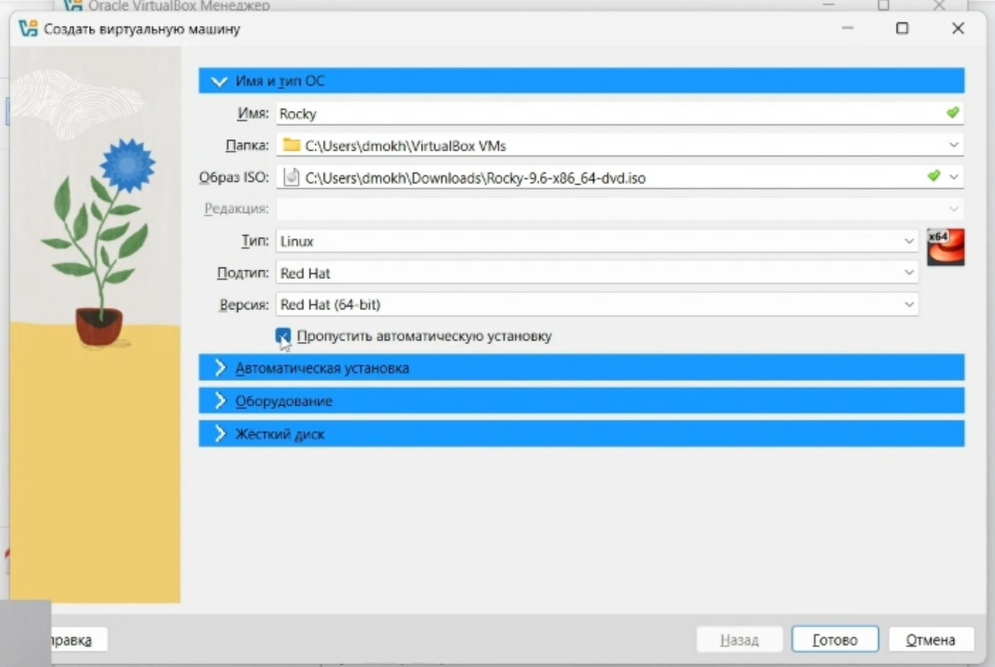 Oracle VirtualBox Менеджер
Создать виртуальную машину
Имя и тип ОС
Имя: Rocky
Папка: C:\Users\dmokh\VirtualBox VMs
Образ ISO: C:\Users\dmokh\Downloads\Rocky-9.6-x86_64-dvd.iso
Редакция:
Тип: Linux
x64
Подтип: Red Hat
Версия: Red Hat (64-bit)
Пропустить автоматическую установку
Автоматическая установка
Оборудование
Жёсткий диск
правка Назад Готово Отмена